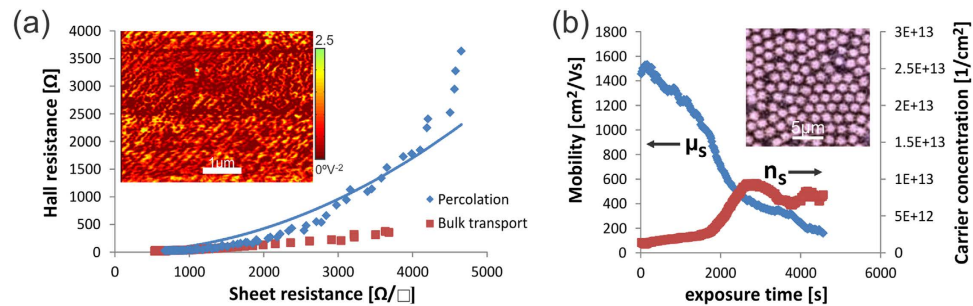 (a)
4000
3500
3000
2500
2000
1500
1000
500
0
Hall resistance [Ω]
2.5
0°V⁻²
1µm
Percolation
Bulk transport
0 1000 2000 3000 4000 5000
Sheet resistance [Ω/□]
(b)
1800
1600
1400
1200
1000
800
600
400
200
0
Mobility [cm²/Vs]
µs
ns
5µm
3E+13
2.5E+13
2E+13
1.5E+13
1E+13
5E+12
0
Carrier concentration [1/cm²]
0 2000 4000 6000
exposure time [s]